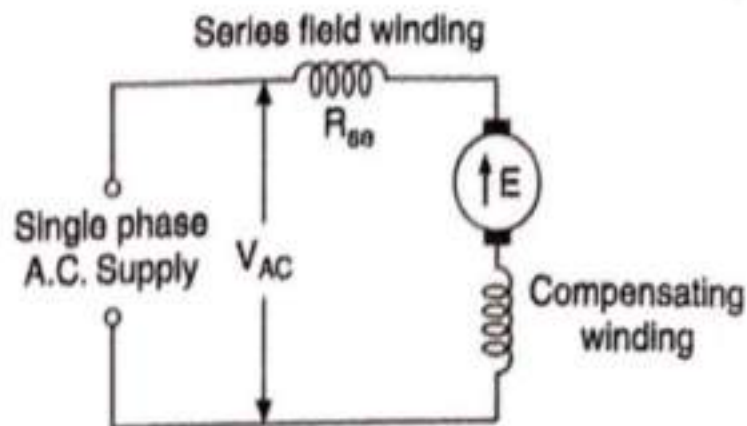 Series field winding
R_se
E
Single phase
A.C. Supply
V_AC
Compensating
winding